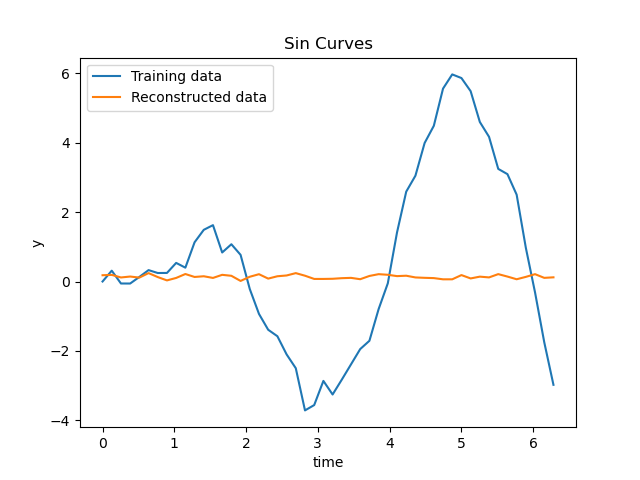 Sin Curves
Training data
Reconstructed data
6
4
2
0
−2
−4
y
0 1 2 3 4 5 6
time